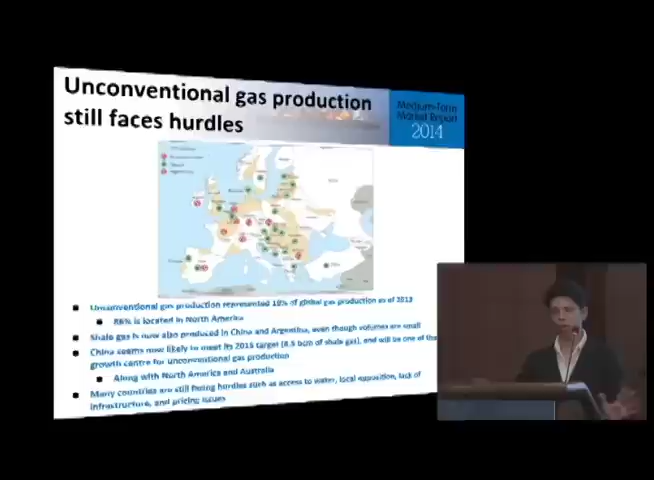 Unconventional gas production
still faces hurdles
Medium-Term
Market Report
2014
Unconventional gas production represented 18% of global gas production as of 2013
86% is located in North America
Shale gas is now also produced in China and Argentina, even though volumes are small
China seems now likely to meet its 2015 target (6.5 bcm of shale gas), and will be one of the
growth centre for unconventional gas production
Along with North America and Australia
Many countries are still facing hurdles such as access to water, local opposition, lack of
infrastructure, and pricing issues